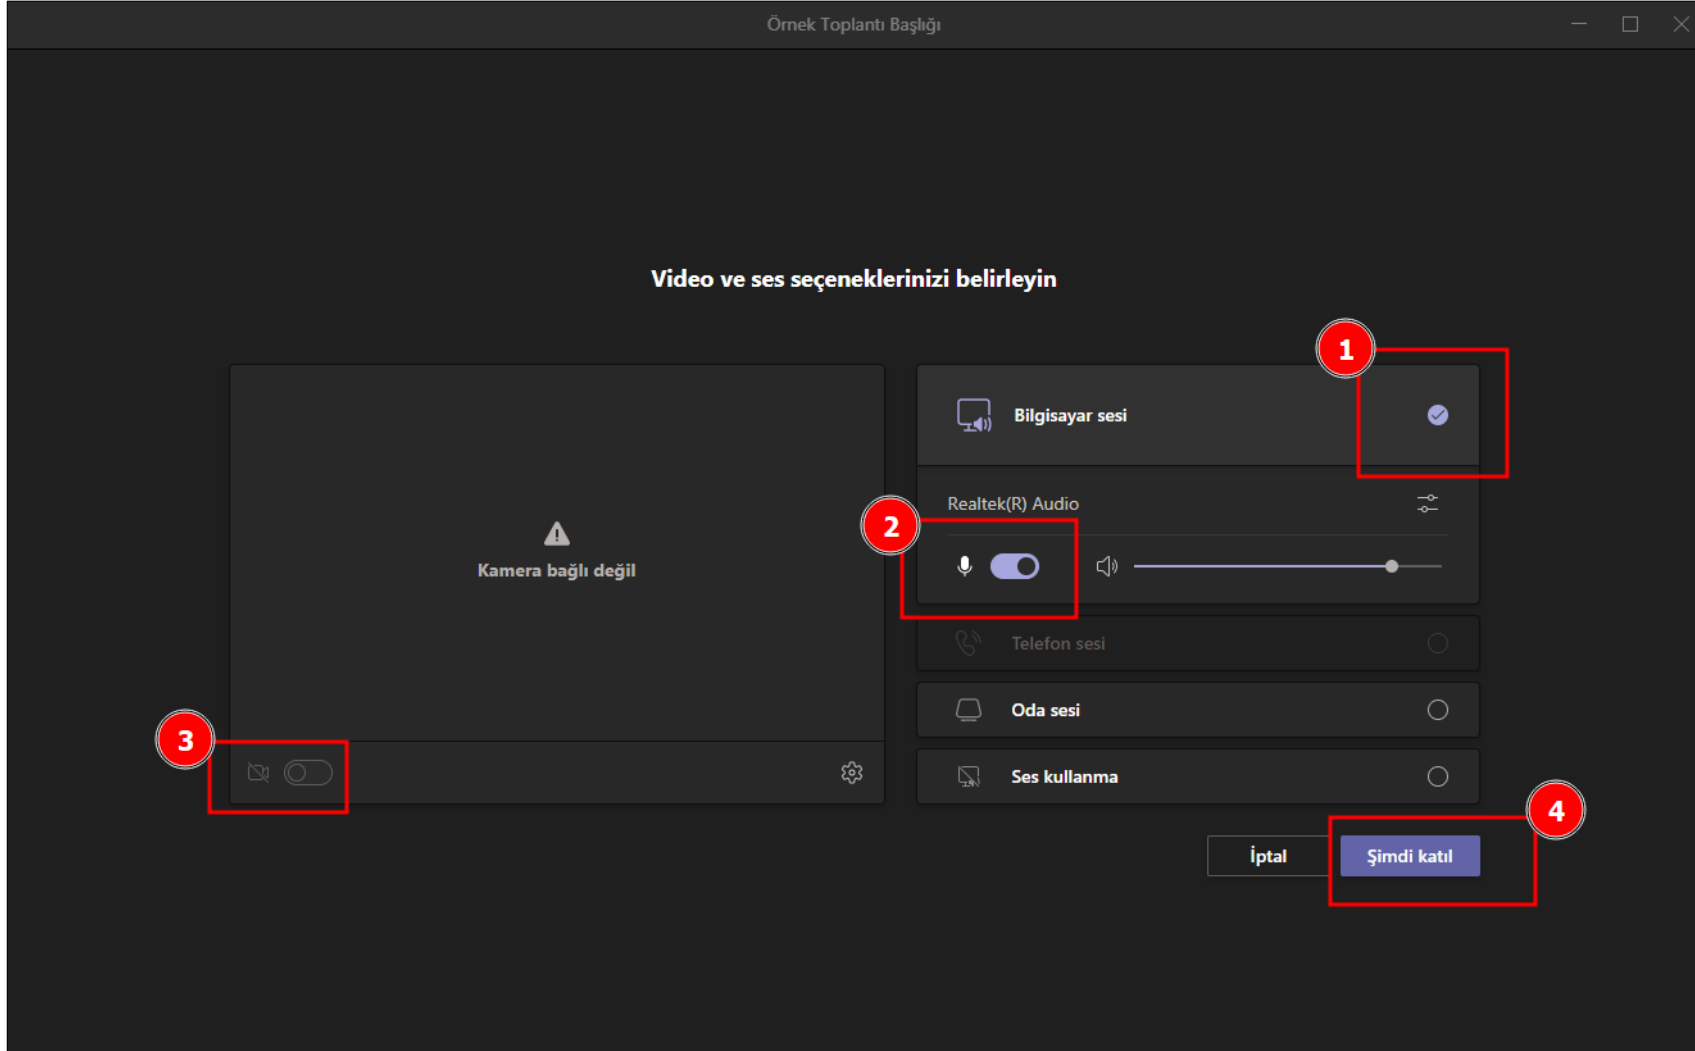 Örnek Toplantı Başlığı
Video ve ses seçeneklerinizi belirleyin
1
Bilgisayar sesi
Realtek(R) Audio
2
Kamera bağlı değil
Telefon sesi
Oda sesi
3
Ses kullanma
4
İptal
Şimdi katıl